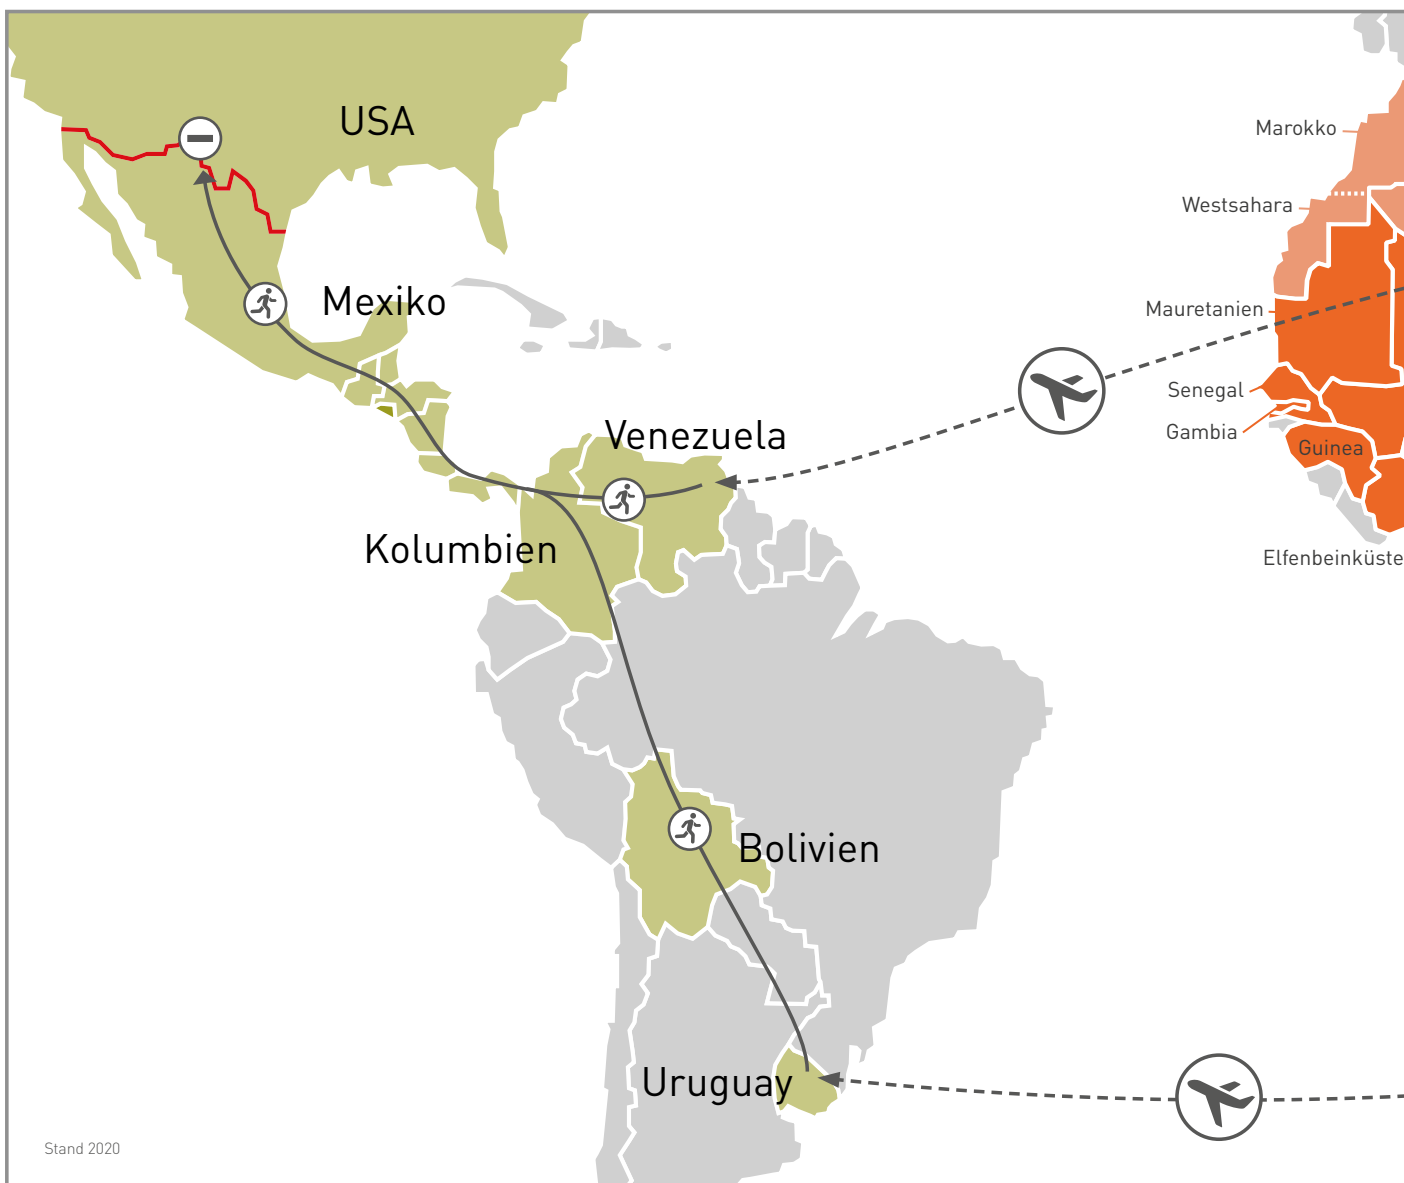 USA
Marokko
Westsahara
Mexiko
Mauretanien
Senegal
Gambia
Venezuela
Guinea
Kolumbien
Elfenbeinküste
Bolivien
Uruguay
Stand 2020